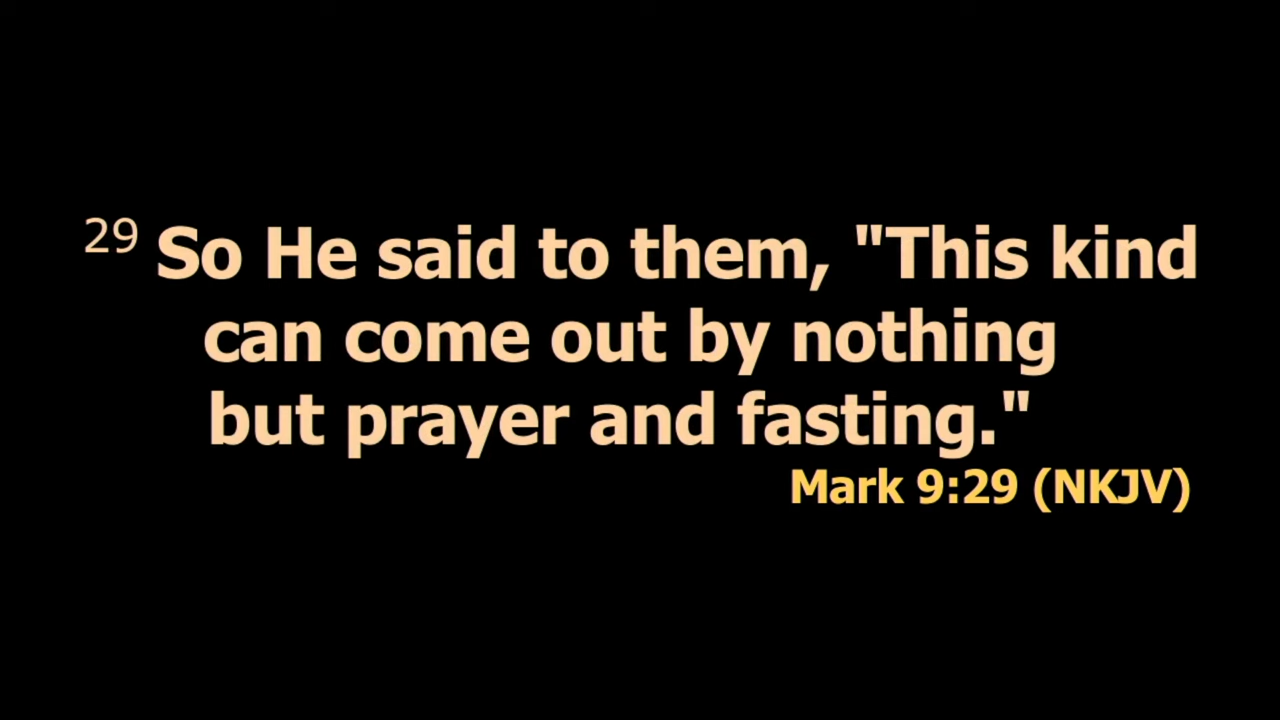 29 So He said to them, "This kind
can come out by nothing
but prayer and fasting."
Mark 9:29 (NKJV)